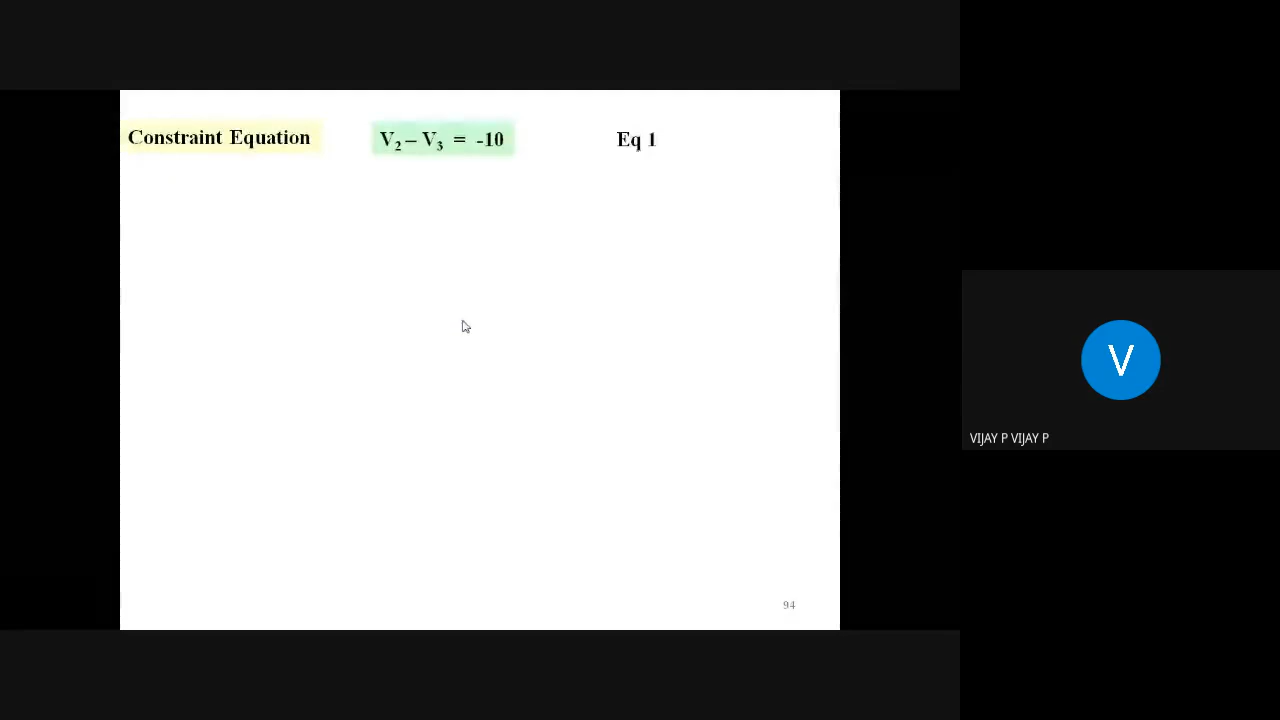 Constraint Equation V₂ – V₃ = -10 Eq 1
V
VIJAY P VIJAY P
94